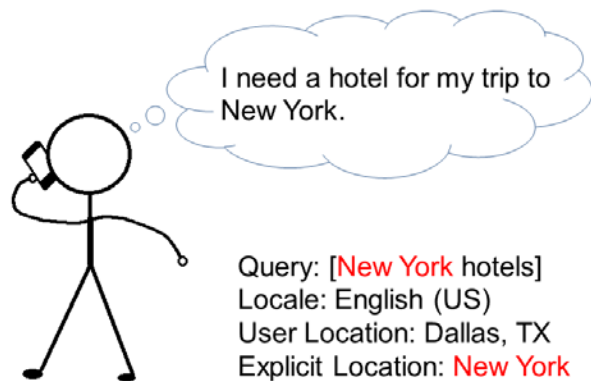 I need a hotel for my trip to
New York.
Query: [New York hotels]
Locale: English (US)
User Location: Dallas, TX
Explicit Location: New York